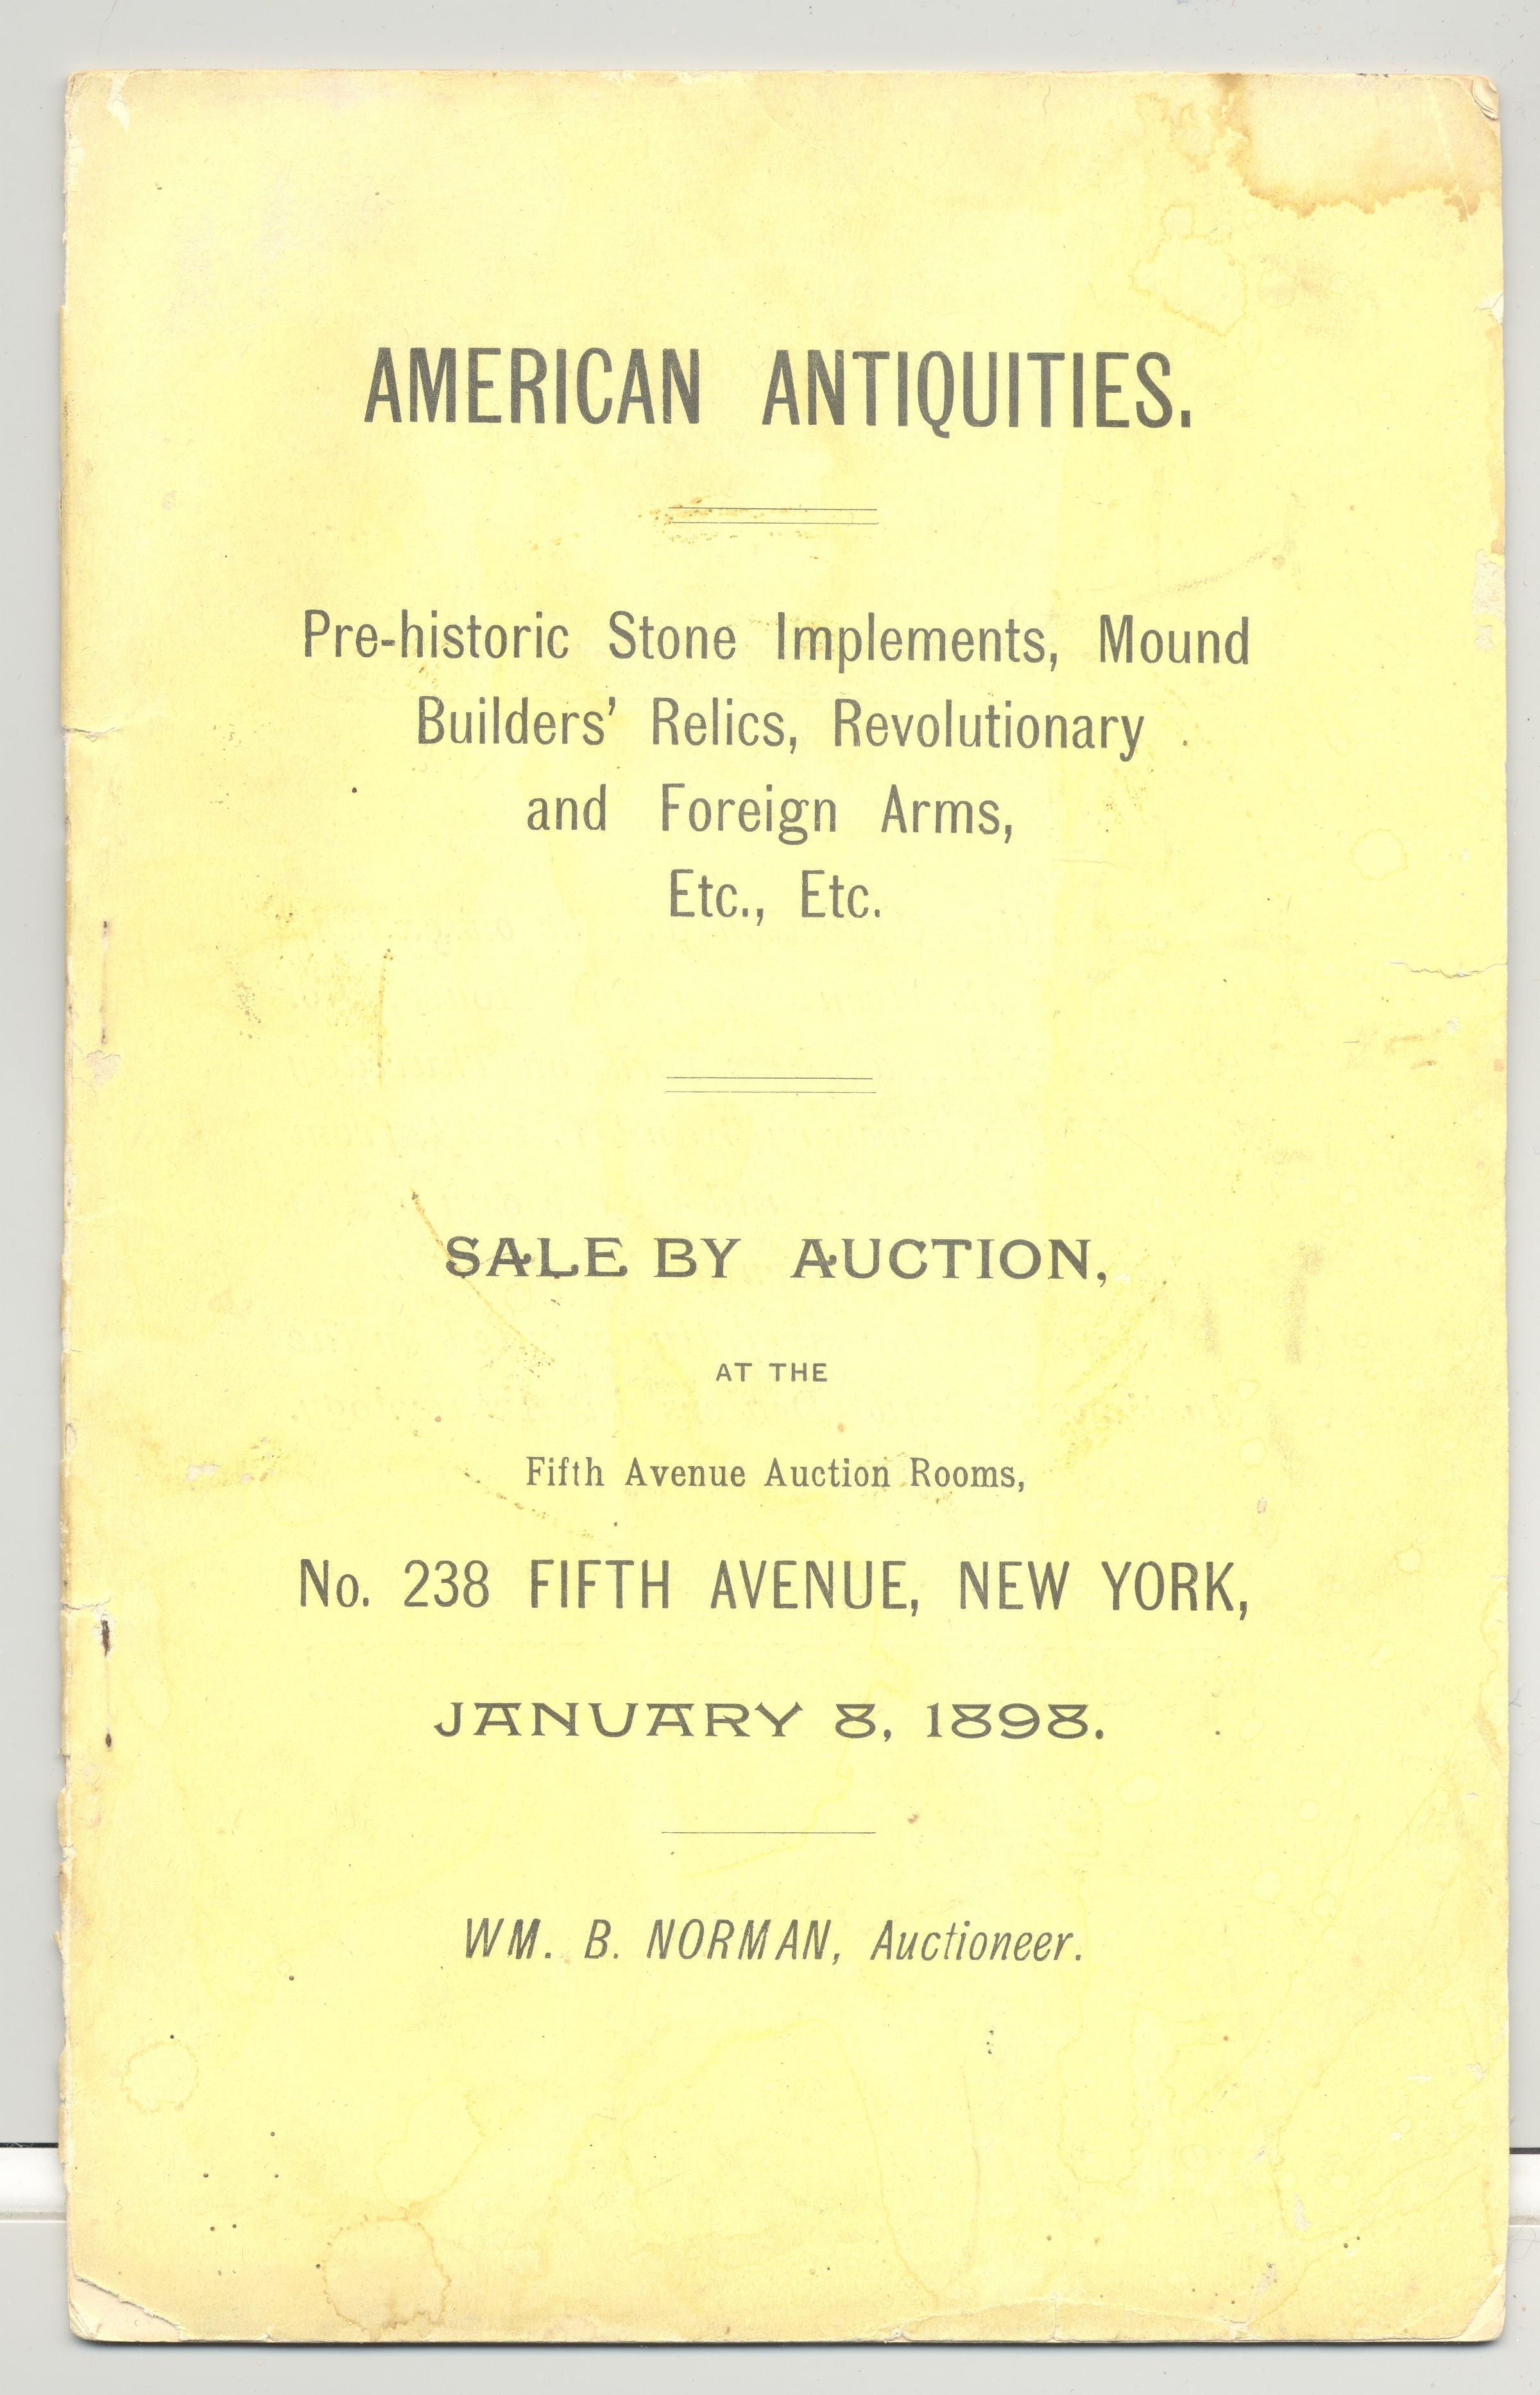 AMERICAN ANTIQUITIES.
Pre-historic Stone Implements, Mound
Builders' Relics, Revolutionary
and Foreign Arms,
Etc., Etc.
SALE BY AUCTION,
AT THE
Fifth Avenue Auction Rooms,
No. 238 FIFTH AVENUE, NEW YORK,
JANUARY 8, 1898.
WM. B. NORMAN, Auctioneer.